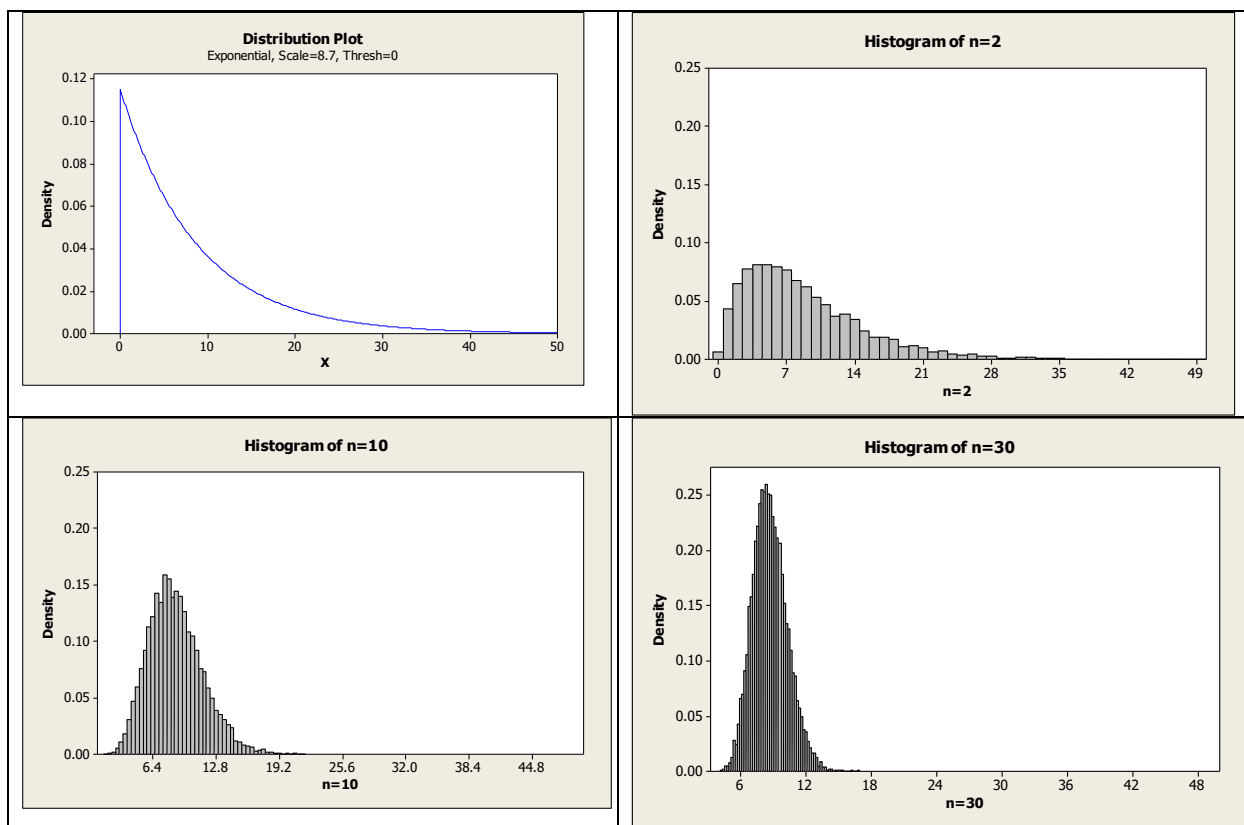 Distribution Plot
Exponential, Scale=8.7, Thresh=0
0.12
0.10
0.08
0.06
0.04
0.02
0.00
Density
0 10 20 30 40 50
X
Histogram of n=2
0.25
0.20
0.15
0.10
0.05
0.00
Density
0 7 14 21 28 35 42 49
n=2
Histogram of n=10
0.25
0.20
0.15
0.10
0.05
0.00
Density
6.4 12.8 19.2 25.6 32.0 38.4 44.8
n=10
Histogram of n=30
0.25
0.20
0.15
0.10
0.05
0.00
Density
6 12 18 24 30 36 42 48
n=30